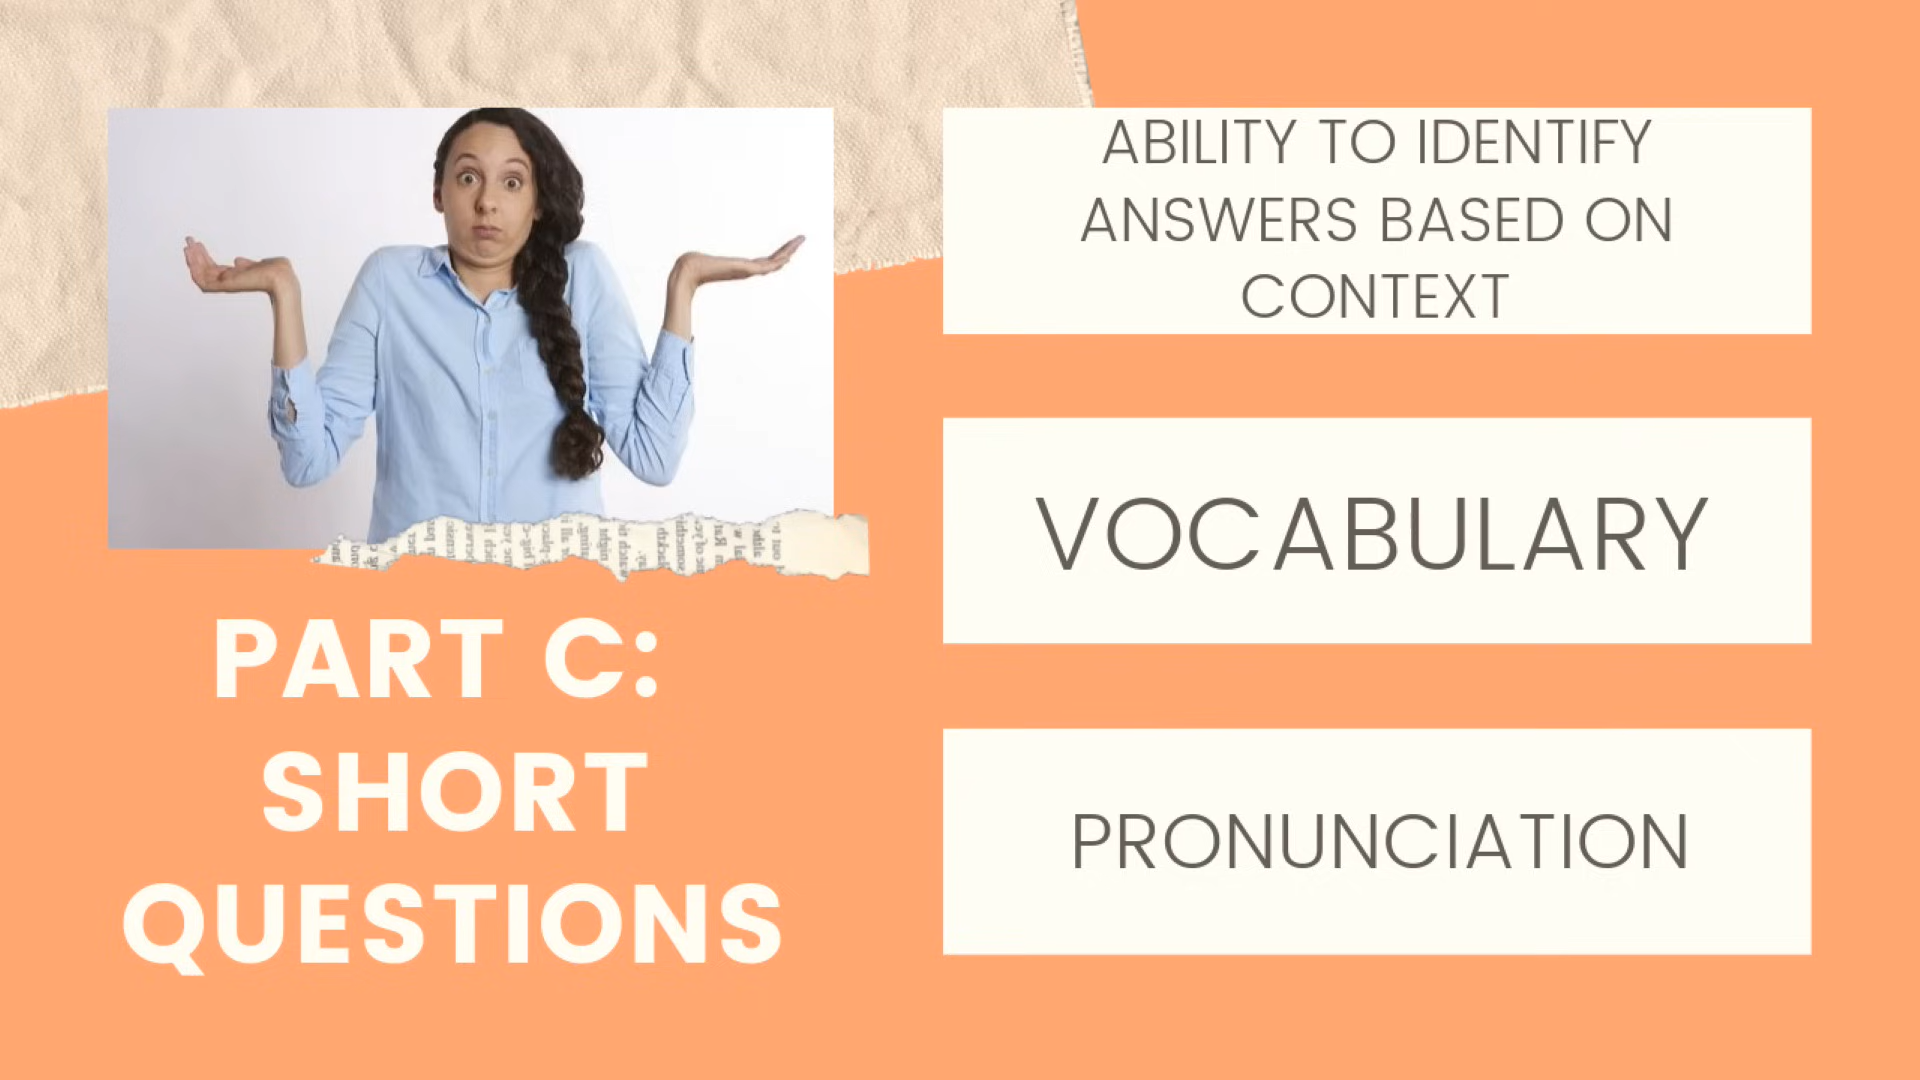 PART C:
SHORT
QUESTIONS
ABILITY TO IDENTIFY
ANSWERS BASED ON
CONTEXT
VOCABULARY
PRONUNCIATION